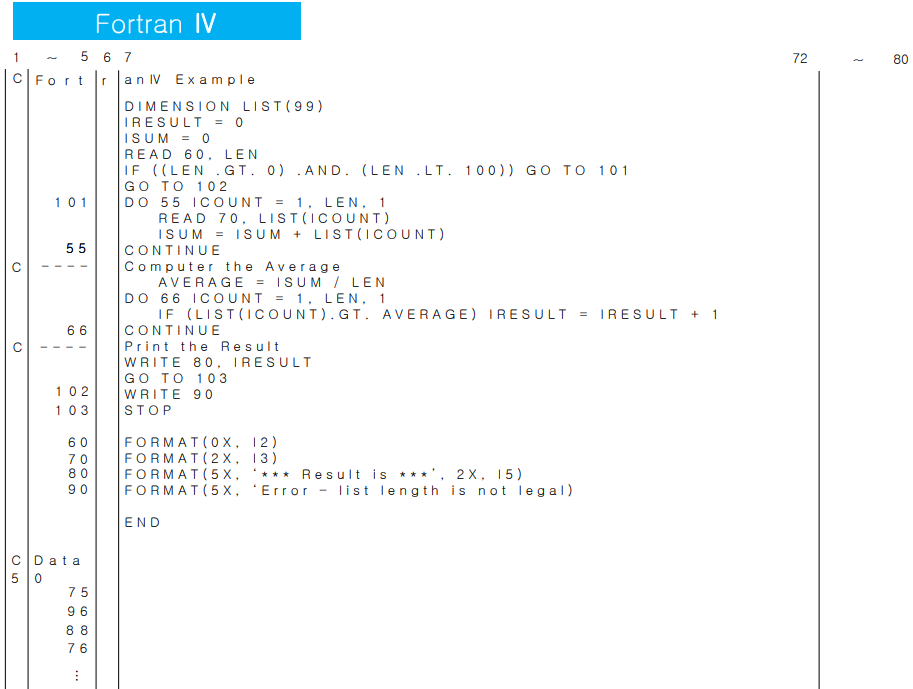 Fortran Ⅳ
1 ~ 5 6 7 72 ~ 80
C Fort r anⅣ Example
DIMENSION LIST(99)
IRESULT = 0
ISUM = 0
READ 60, LEN
IF ((LEN .GT. 0) .AND. (LEN .LT. 100)) GO TO 101
GO TO 102
101 DO 55 ICOUNT = 1, LEN, 1
READ 70, LIST(ICOUNT)
ISUM = ISUM + LIST(ICOUNT)
55 CONTINUE
C ---- Computer the Average
AVERAGE = ISUM / LEN
DO 66 ICOUNT = 1, LEN, 1
IF (LIST(ICOUNT).GT. AVERAGE) IRESULT = IRESULT + 1
66 CONTINUE
C ---- Print the Result
WRITE 80, IRESULT
GO TO 103
102 WRITE 90
103 STOP
60 FORMAT(0X, I2)
70 FORMAT(2X, I3)
80 FORMAT(5X, ‘*** Result is ***’, 2X, I5)
90 FORMAT(5X, ‘Error - list length is not legal)
END
C Data
5 0
75
96
88
76
⋮